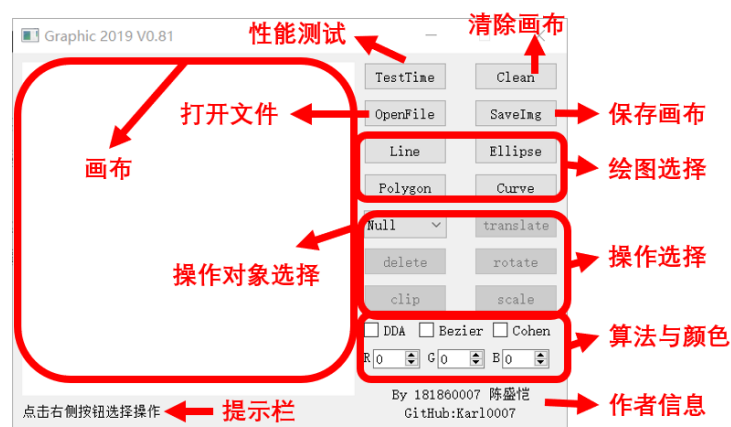 Graphic 2019 V0.81
性能测试
清除画布
TestTime
Clean
打开文件
OpenFile
SaveImg
保存画布
画布
Line
Ellipse
绘图选择
Polygon
Curve
Null
translate
操作对象选择
delete
rotate
操作选择
clip
scale
DDA
Bezier
Cohen
算法与颜色
R 0
G 0
B 0
By 181860007 陈盛恺
GitHub:Karl0007
作者信息
点击右侧按钮选择操作
提示栏